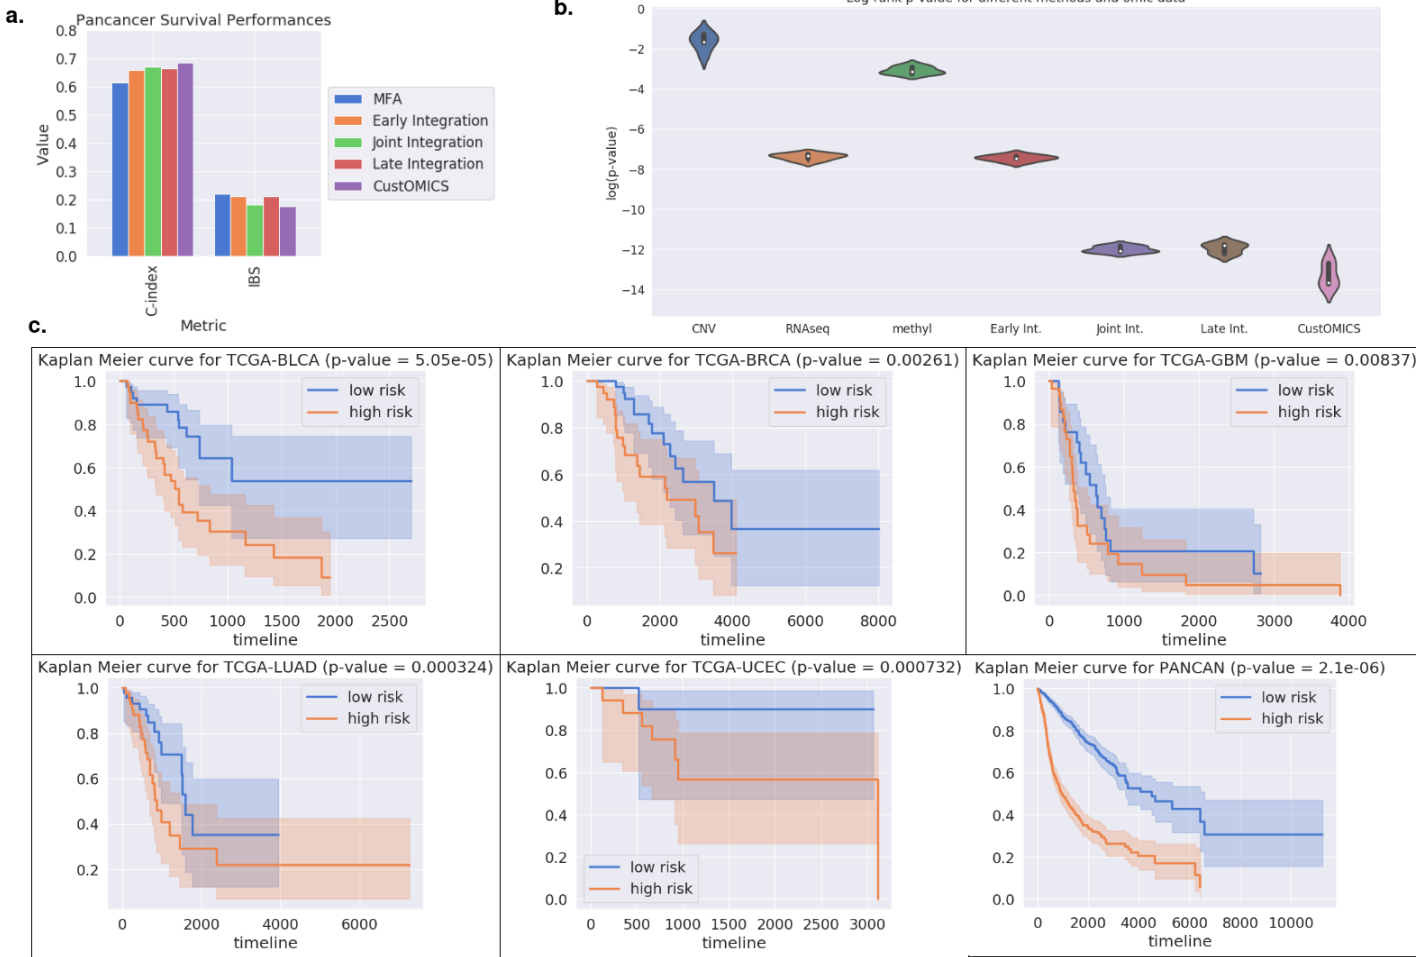 a.
Pancancer Survival Performances
0.8
0.7
0.6
0.5
0.4
0.3
0.2
0.1
0.0
Value
C-index
IBS
Metric
MFA
Early Integration
Joint Integration
Late Integration
CustOMICS
b.
Log rank p-value for different methods and omic data
0
−2
−4
−6
−8
−10
−12
−14
log(p-value)
CNV RNAseq methyl Early Int. Joint Int. Late Int. CustOMICS
c.
Kaplan Meier curve for TCGA-BLCA (p-value = 5.05e-05)
low risk
high risk
1.0
0.8
0.6
0.4
0.2
0.0
0 500 1000 1500 2000 2500
timeline
Kaplan Meier curve for TCGA-BRCA (p-value = 0.00261)
low risk
high risk
1.0
0.8
0.6
0.4
0.2
0 2000 4000 6000 8000
timeline
Kaplan Meier curve for TCGA-GBM (p-value = 0.00837)
low risk
high risk
1.0
0.8
0.6
0.4
0.2
0.0
0 1000 2000 3000 4000
timeline
Kaplan Meier curve for TCGA-LUAD (p-value = 0.000324)
low risk
high risk
1.0
0.8
0.6
0.4
0.2
0 2000 4000 6000
timeline
Kaplan Meier curve for TCGA-UCEC (p-value = 0.000732)
1.0
0.8
0.6
0.4
0.2
0.0
low risk
high risk
0 500 1000 1500 2000 2500 3000
timeline
Kaplan Meier curve for PANCAN (p-value = 2.1e-06)
low risk
high risk
1.0
0.8
0.6
0.4
0.2
0.0
0 2000 4000 6000 8000 10000
timeline